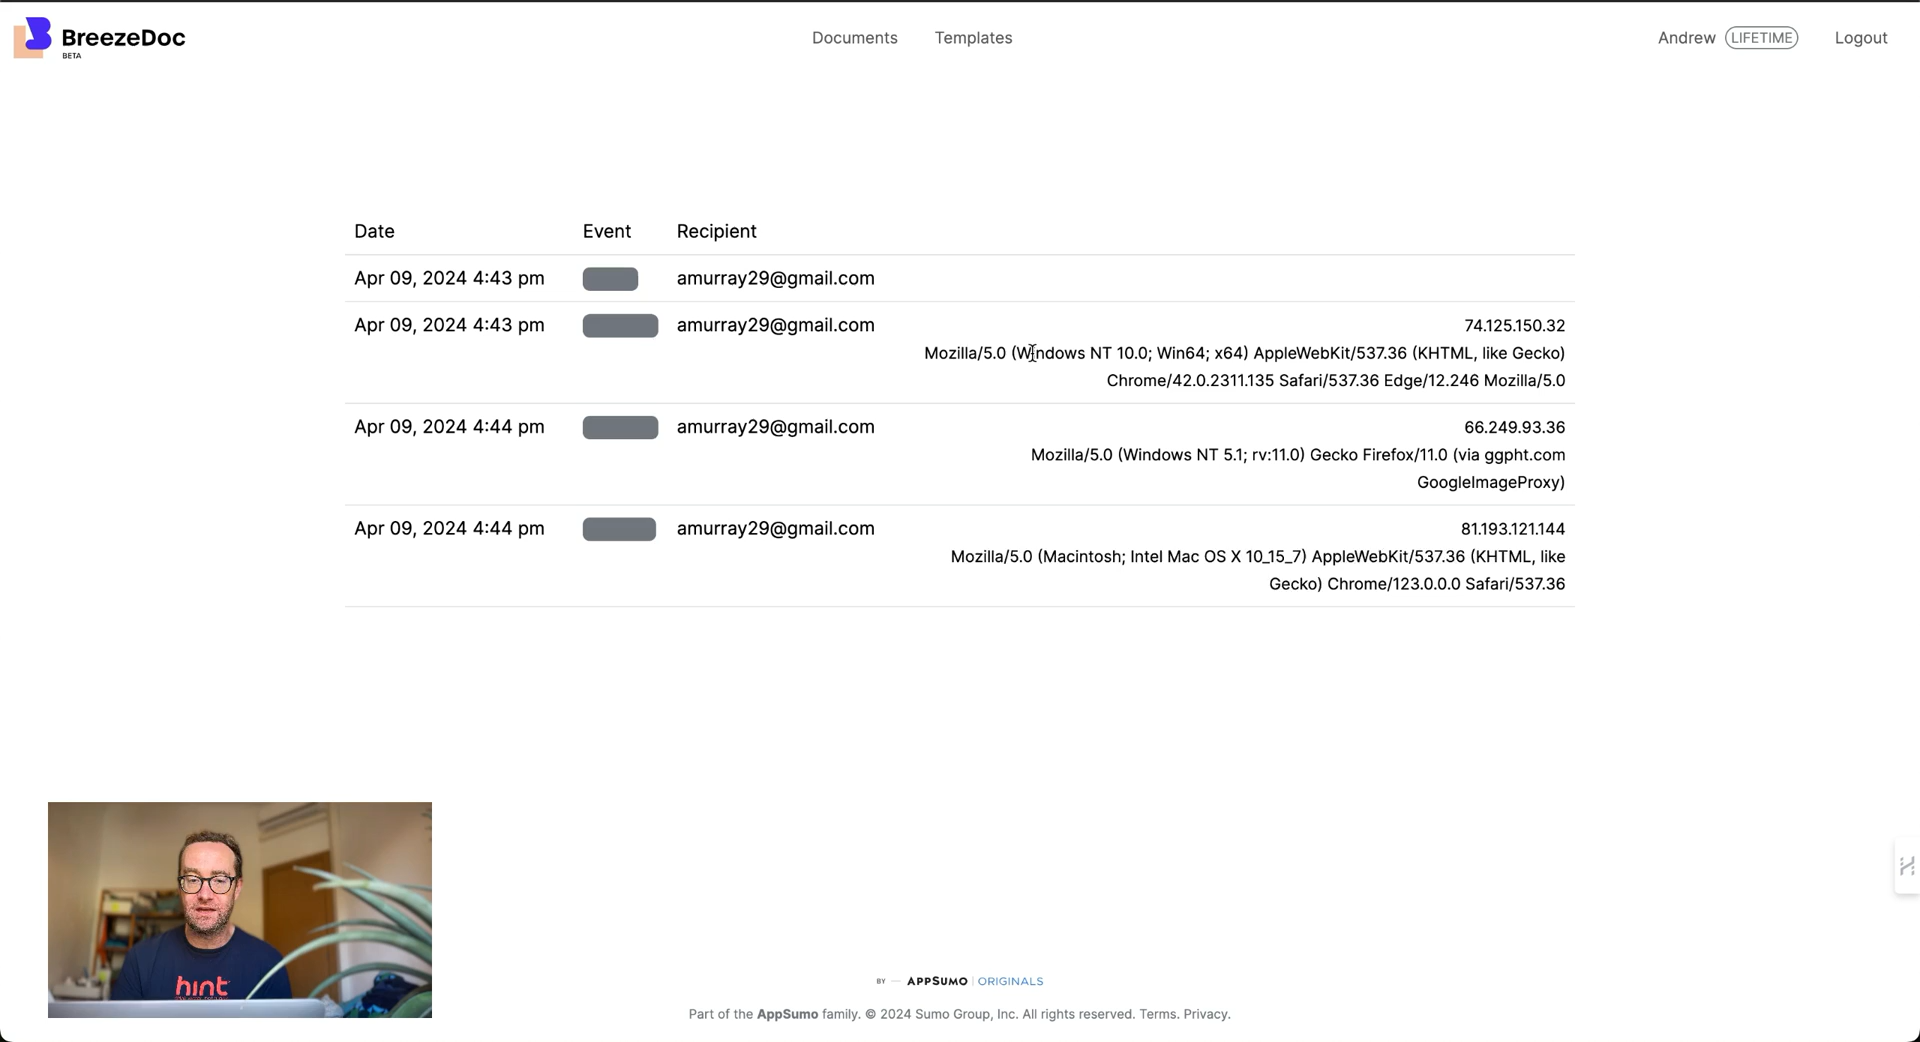 BreezeDoc
BETA
Documents
Templates
Andrew LIFETIME
Logout
Date Event Recipient
Apr 09, 2024 4:43 pm amurray29@gmail.com
Apr 09, 2024 4:43 pm amurray29@gmail.com 74.125.150.32
Mozilla/5.0 (Windows NT 10.0; Win64; x64) AppleWebKit/537.36 (KHTML, like Gecko)
Chrome/42.0.2311.135 Safari/537.36 Edge/12.246 Mozilla/5.0
Apr 09, 2024 4:44 pm amurray29@gmail.com 66.249.93.36
Mozilla/5.0 (Windows NT 5.1; rv:11.0) Gecko Firefox/11.0 (via ggpht.com
GoogleImageProxy)
Apr 09, 2024 4:44 pm amurray29@gmail.com 81.193.121.144
Mozilla/5.0 (Macintosh; Intel Mac OS X 10_15_7) AppleWebKit/537.36 (KHTML, like
Gecko) Chrome/123.0.0.0 Safari/537.36
hint
BY — APPSUMO | ORIGINALS
Part of the AppSumo family. © 2024 Sumo Group, Inc. All rights reserved. Terms. Privacy.